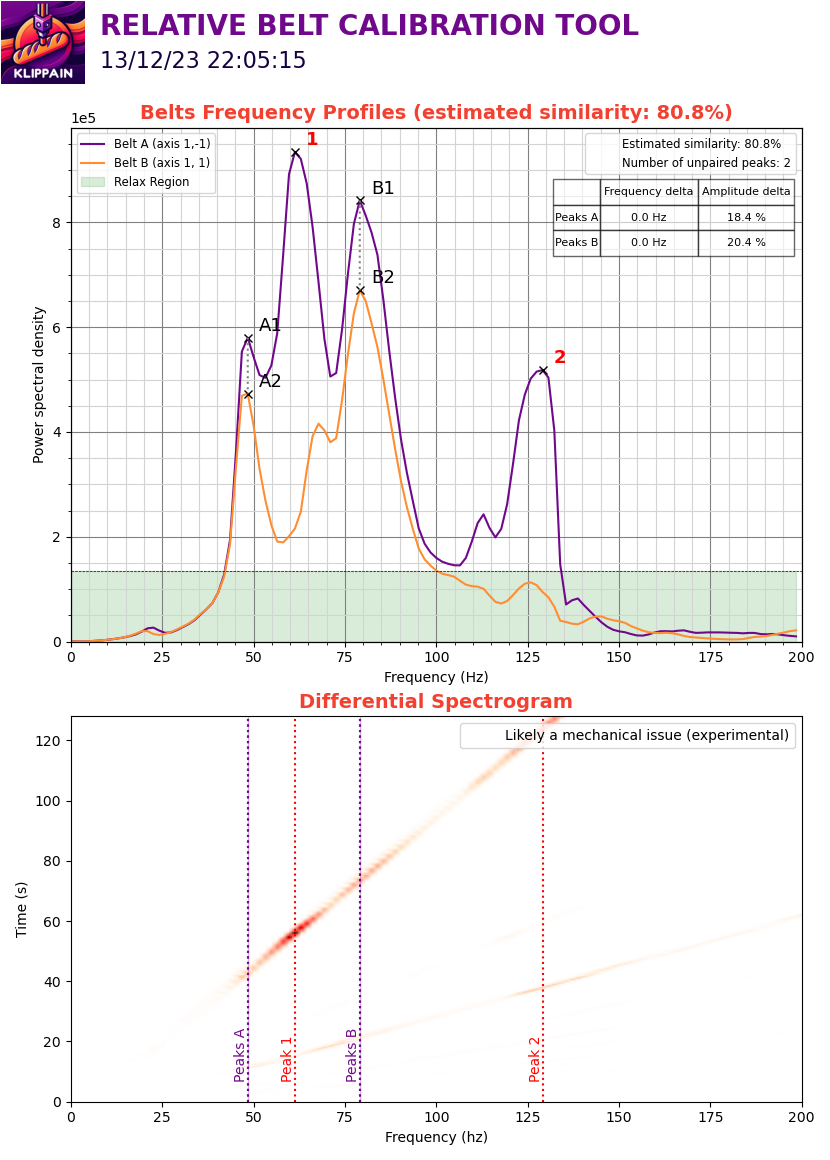 KLIPPAIN
RELATIVE BELT CALIBRATION TOOL
13/12/23 22:05:15
Belts Frequency Profiles (estimated similarity: 80.8%)
1e5
Belt A (axis 1,-1)
Belt B (axis 1, 1)
Relax Region
Estimated similarity: 80.8%
Number of unpaired peaks: 2
Frequency delta Amplitude delta
Peaks A 0.0 Hz 18.4 %
Peaks B 0.0 Hz 20.4 %
1
B1
B2
A1
A2
2
Power spectral density
8
6
4
2
0
0 25 50 75 100 125 150 175 200
Frequency (Hz)
Differential Spectrogram
Likely a mechanical issue (experimental)
Time (s)
120
100
80
60
40
20
0
Peaks A
Peak 1
Peaks B
Peak 2
0 25 50 75 100 125 150 175 200
Frequency (hz)